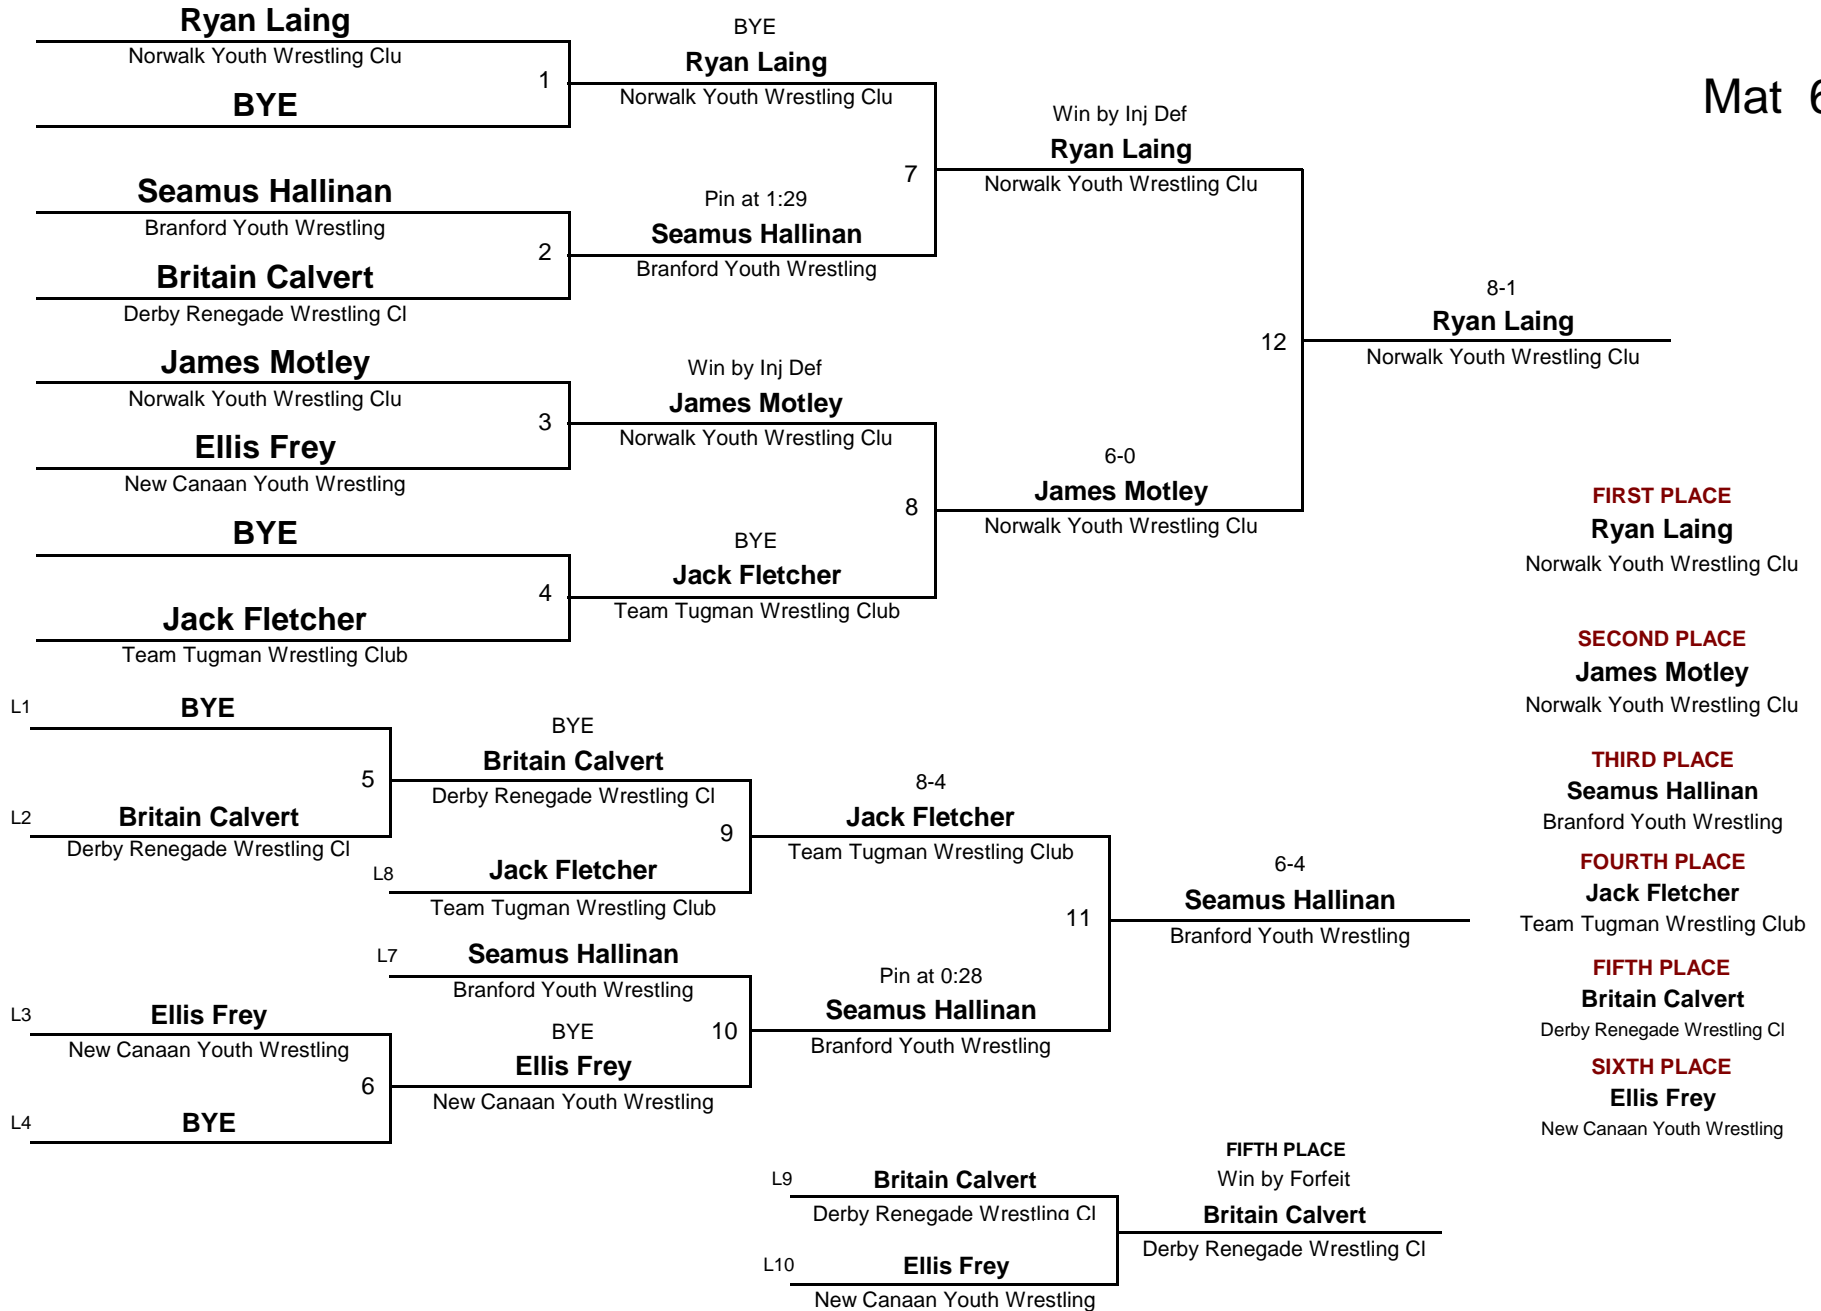 Ryan Laing
Norwalk Youth Wrestling Clu
1
BYE
BYE
Ryan Laing
Norwalk Youth Wrestling Clu
Mat 6
Seamus Hallinan
Branford Youth Wrestling
2
Britain Calvert
Derby Renegade Wrestling Cl
Pin at 1:29
Seamus Hallinan
Branford Youth Wrestling
7
Win by Inj Def
Ryan Laing
Norwalk Youth Wrestling Clu
James Motley
Norwalk Youth Wrestling Clu
3
Ellis Frey
New Canaan Youth Wrestling
Win by Inj Def
James Motley
Norwalk Youth Wrestling Clu
BYE
4
Jack Fletcher
Team Tugman Wrestling Club
BYE
Jack Fletcher
Team Tugman Wrestling Club
8
6-0
James Motley
Norwalk Youth Wrestling Clu
12
8-1
Ryan Laing
Norwalk Youth Wrestling Clu
FIRST PLACE
Ryan Laing
Norwalk Youth Wrestling Clu
SECOND PLACE
James Motley
Norwalk Youth Wrestling Clu
THIRD PLACE
Seamus Hallinan
Branford Youth Wrestling
FOURTH PLACE
Jack Fletcher
Team Tugman Wrestling Club
FIFTH PLACE
Britain Calvert
Derby Renegade Wrestling Cl
SIXTH PLACE
Ellis Frey
New Canaan Youth Wrestling
L1 BYE
5
L2 Britain Calvert
Derby Renegade Wrestling Cl
BYE
Britain Calvert
Derby Renegade Wrestling Cl
9
L8 Jack Fletcher
Team Tugman Wrestling Club
8-4
Jack Fletcher
Team Tugman Wrestling Club
L7 Seamus Hallinan
Branford Youth Wrestling
10
L3 Ellis Frey
New Canaan Youth Wrestling
6
L4 BYE
BYE
Ellis Frey
New Canaan Youth Wrestling
Pin at 0:28
Seamus Hallinan
Branford Youth Wrestling
11
6-4
Seamus Hallinan
Branford Youth Wrestling
L9 Britain Calvert
Derby Renegade Wrestling Cl
L10 Ellis Frey
New Canaan Youth Wrestling
FIFTH PLACE
Win by Forfeit
Britain Calvert
Derby Renegade Wrestling Cl